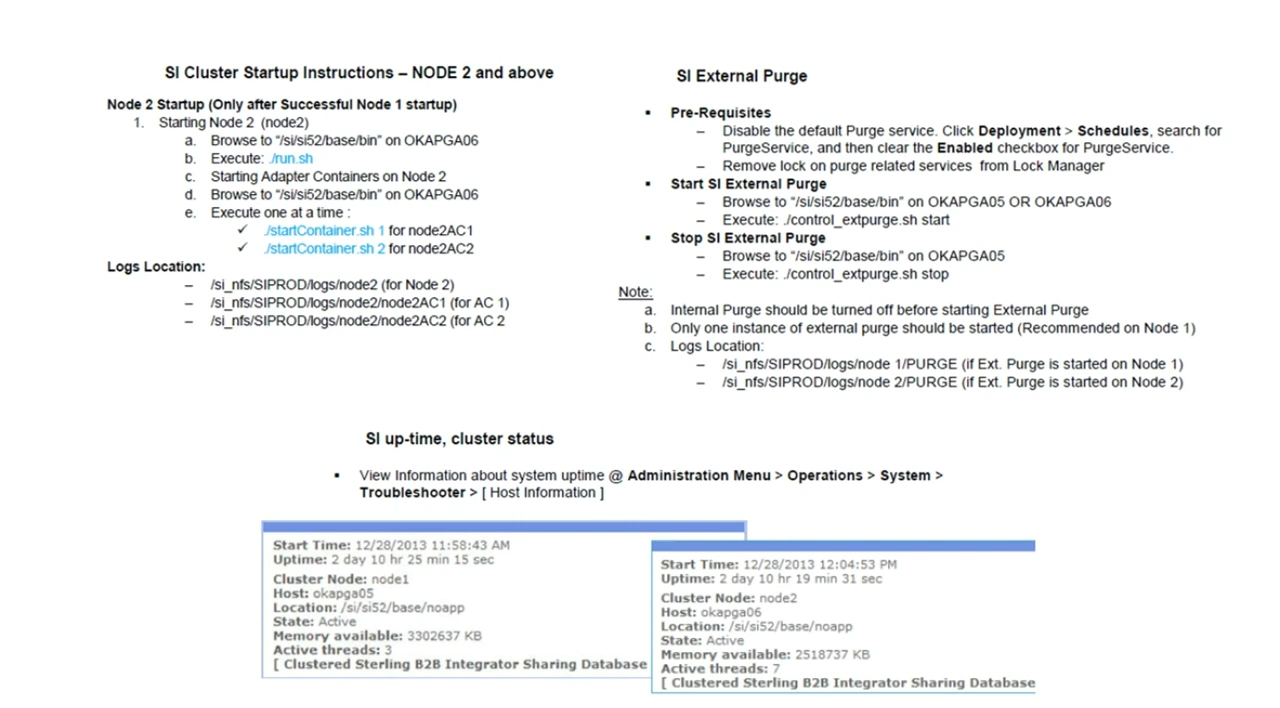 SI Cluster Startup Instructions – NODE 2 and above
Node 2 Startup (Only after Successful Node 1 startup)
1. Starting Node 2 (node2)
a. Browse to “/si/si52/base/bin” on OKAPGA06
b. Execute: ./run.sh
c. Starting Adapter Containers on Node 2
d. Browse to “/si/si52/base/bin” on OKAPGA06
e. Execute one at a time :
✓ ./startContainer.sh 1 for node2AC1
✓ ./startContainer.sh 2 for node2AC2
Logs Location:
– /si_nfs/SIPROD/logs/node2 (for Node 2)
– /si_nfs/SIPROD/logs/node2/node2AC1 (for AC 1)
– /si_nfs/SIPROD/logs/node2/node2AC2 (for AC 2
SI External Purge
▪ Pre-Requisites
– Disable the default Purge service. Click Deployment > Schedules, search for
PurgeService, and then clear the Enabled checkbox for PurgeService.
– Remove lock on purge related services from Lock Manager
▪ Start SI External Purge
– Browse to “/si/si52/base/bin” on OKAPGA05 OR OKAPGA06
– Execute: ./control_extpurge.sh start
▪ Stop SI External Purge
– Browse to “/si/si52/base/bin” on OKAPGA05
– Execute: ./control_extpurge.sh stop
Note:
a. Internal Purge should be turned off before starting External Purge
b. Only one instance of external purge should be started (Recommended on Node 1)
c. Logs Location:
– /si_nfs/SIPROD/logs/node 1/PURGE (if Ext. Purge is started on Node 1)
– /si_nfs/SIPROD/logs/node 2/PURGE (if Ext. Purge is started on Node 2)
SI up-time, cluster status
▪ View Information about system uptime @ Administration Menu > Operations > System >
Troubleshooter > [ Host Information ]
Start Time: 12/28/2013 11:58:43 AM
Uptime: 2 day 10 hr 25 min 15 sec
Cluster Node: node1
Host: okapga05
Location: /si/si52/base/noapp
State: Active
Memory available: 3302637 KB
Active threads: 3
[ Clustered Sterling B2B Integrator Sharing Database
Start Time: 12/28/2013 12:04:53 PM
Uptime: 2 day 10 hr 19 min 31 sec
Cluster Node: node2
Host: okapga06
Location: /si/si52/base/noapp
State: Active
Memory available: 2518737 KB
Active threads: 7
[ Clustered Sterling B2B Integrator Sharing Database